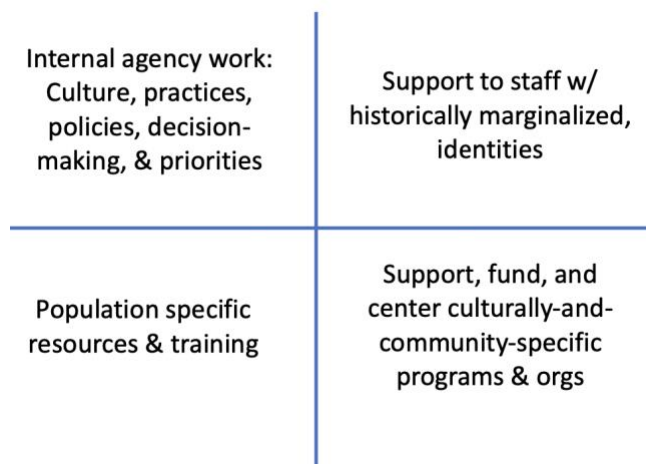 Internal agency work:
Culture, practices,
policies, decision-
making, & priorities
Support to staff w/
historically marginalized,
identities
Population specific
resources & training
Support, fund, and
center culturally-and-
community-specific
programs & orgs